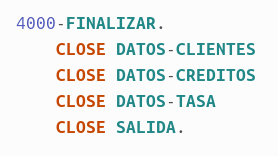 4000-FINALIZAR.
    CLOSE DATOS-CLIENTES
    CLOSE DATOS-CREDITOS
    CLOSE DATOS-TASA
    CLOSE SALIDA.